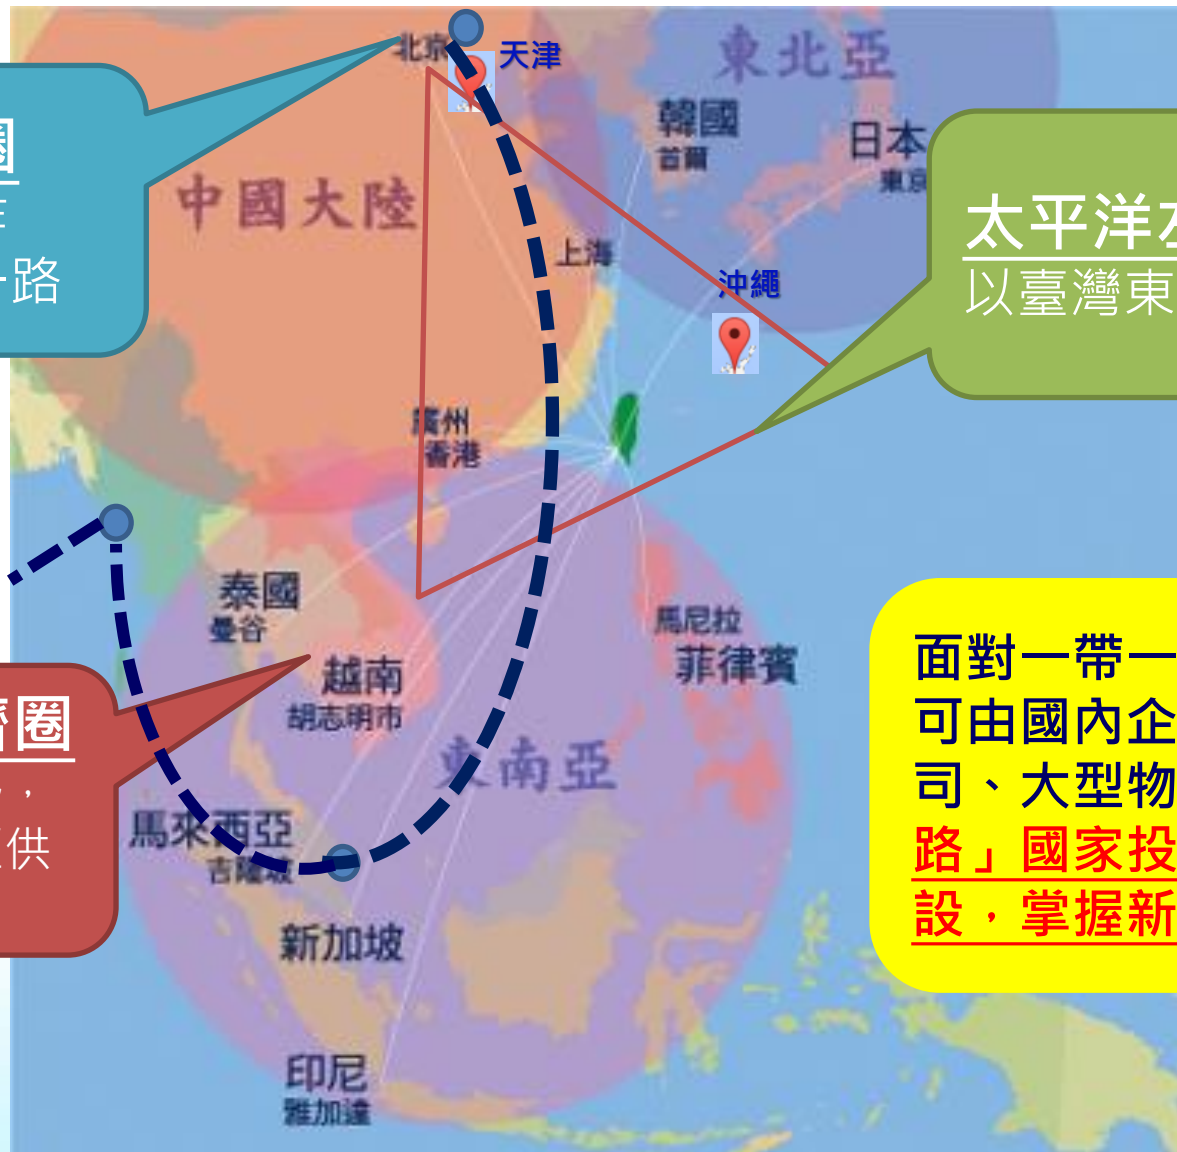 北京
天津
東北亞
韓國
首爾
日本
東京
圈
一路
中國大陸
上海
沖繩
太平洋
以臺灣東
廣州
香港
泰國
曼谷
越南
胡志明市
馬尼拉
菲律賓
濟圈
，
供
東南亞
馬來西亞
吉隆坡
新加坡
印尼
雅加達
面對一帶一
可由國內企
司、大型物
路」國家投
設，掌握新